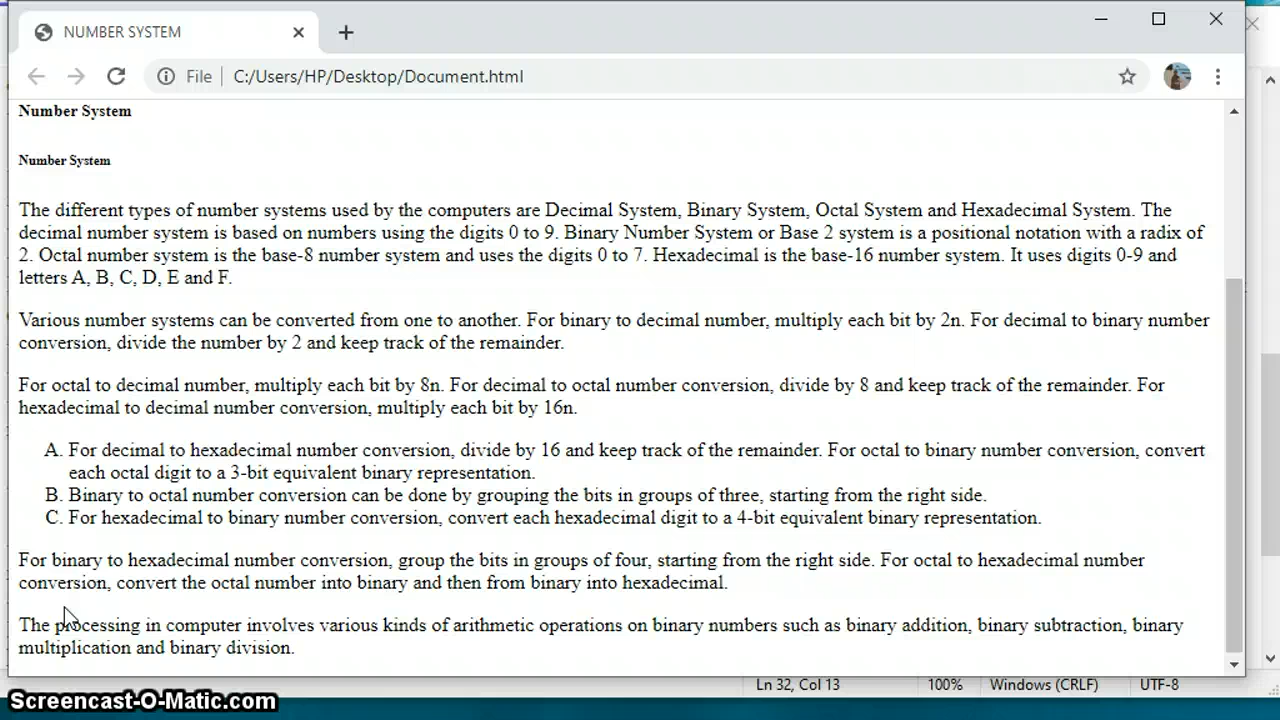 NUMBER SYSTEM
File C:/Users/HP/Desktop/Document.html
Number System
Number System
The different types of number systems used by the computers are Decimal System, Binary System, Octal System and Hexadecimal System. The
decimal number system is based on numbers using the digits 0 to 9. Binary Number System or Base 2 system is a positional notation with a radix of
2. Octal number system is the base-8 number system and uses the digits 0 to 7. Hexadecimal is the base-16 number system. It uses digits 0-9 and
letters A, B, C, D, E and F.
Various number systems can be converted from one to another. For binary to decimal number, multiply each bit by 2n. For decimal to binary number
conversion, divide the number by 2 and keep track of the remainder.
For octal to decimal number, multiply each bit by 8n. For decimal to octal number conversion, divide by 8 and keep track of the remainder. For
hexadecimal to decimal number conversion, multiply each bit by 16n.
A. For decimal to hexadecimal number conversion, divide by 16 and keep track of the remainder. For octal to binary number conversion, convert
each octal digit to a 3-bit equivalent binary representation.
B. Binary to octal number conversion can be done by grouping the bits in groups of three, starting from the right side.
C. For hexadecimal to binary number conversion, convert each hexadecimal digit to a 4-bit equivalent binary representation.
For binary to hexadecimal number conversion, group the bits in groups of four, starting from the right side. For octal to hexadecimal number
conversion, convert the octal number into binary and then from binary into hexadecimal.
The processing in computer involves various kinds of arithmetic operations on binary numbers such as binary addition, binary subtraction, binary
multiplication and binary division.
Ln 32, Col 13 100% Windows (CRLF) UTF-8
Screencast-O-Matic.com